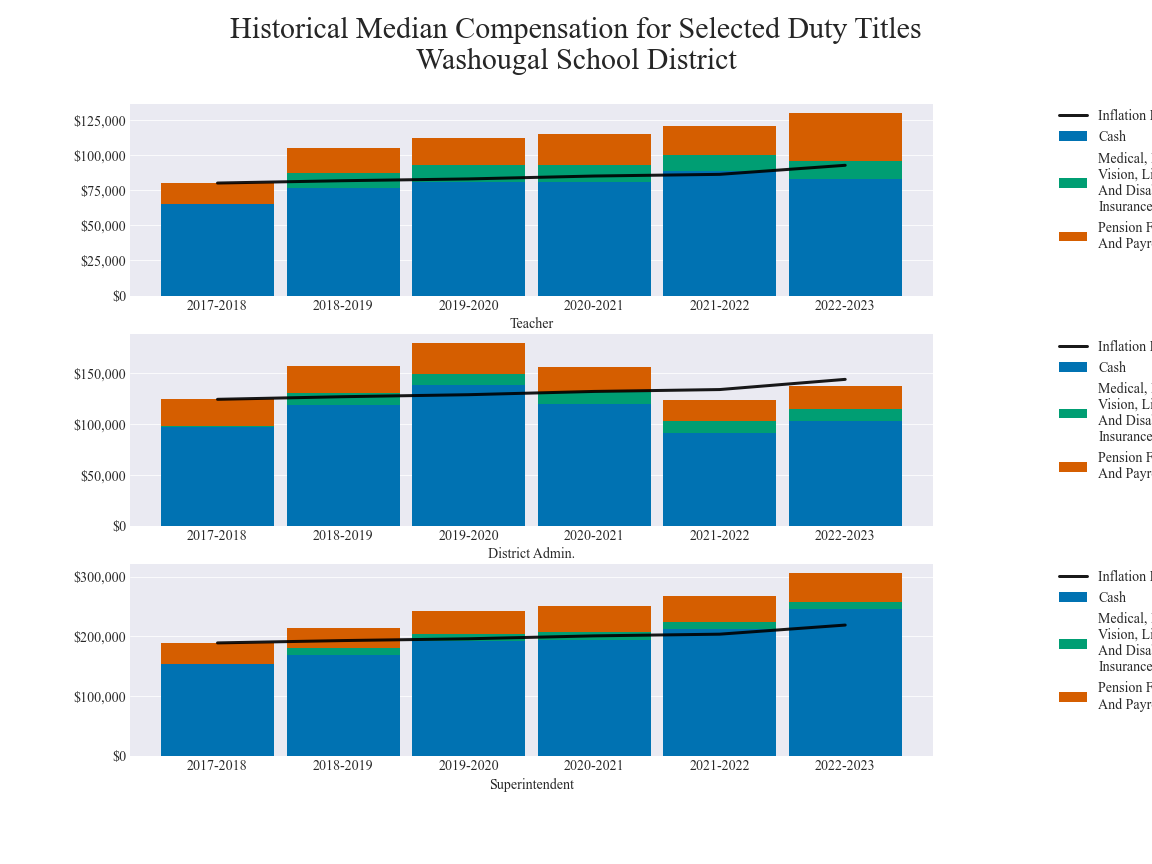 Historical Median Compensation for Selected Duty Titles
Washougal School District
$125,000
$100,000
$75,000
$50,000
$25,000
$0
2017-2018 2018-2019 2019-2020 2020-2021 2021-2022 2022-2023
Teacher
Inflation
Cash
Medical,
Vision,
And
Insurance
Pension
And
$150,000
$100,000
$50,000
$0
2017-2018 2018-2019 2019-2020 2020-2021 2021-2022 2022-2023
District Admin.
Inflation
Cash
Medical,
Vision,
And
Insurance
Pension
And
$300,000
$200,000
$100,000
$0
2017-2018 2018-2019 2019-2020 2020-2021 2021-2022 2022-2023
Superintendent
Inflation
Cash
Medical,
Vision,
And
Insurance
Pension
And